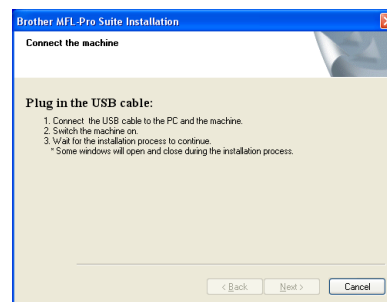 Brother MFL-Pro Suite Installation
Connect the machine
Plug in the USB cable:
1. Connect the USB cable to the PC and the machine.
2. Switch the machine on.
3. Wait for the installation process to continue.
* Some windows will open and close during the installation process.
< Back
Next >
Cancel